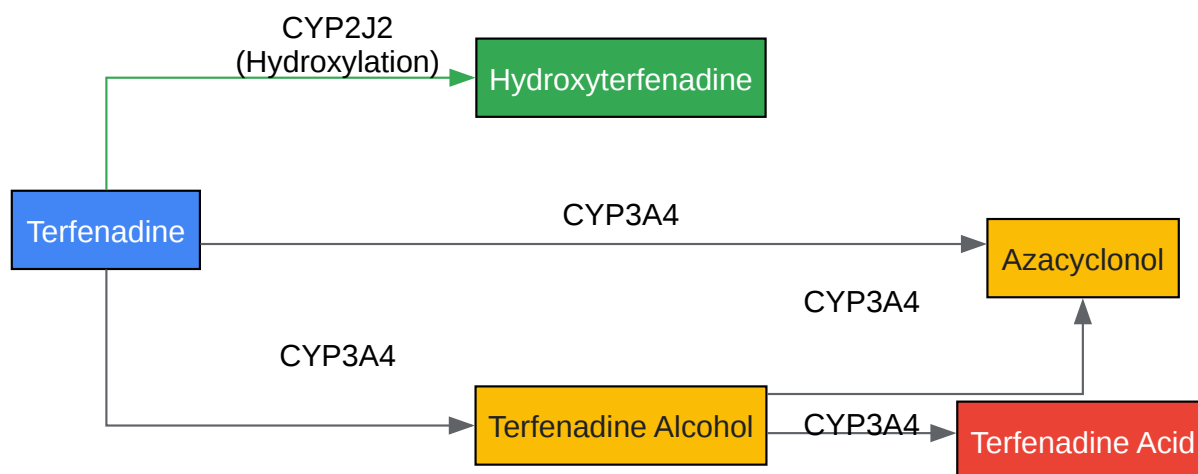 CYP2J2
(Hydroxylation)
Hydroxyterfenadine
Terfenadine
CYP3A4
Azacyclonol
CYP3A4
CYP3A4
Terfenadine Alcohol
CYP3A4
Terfenadine Acid